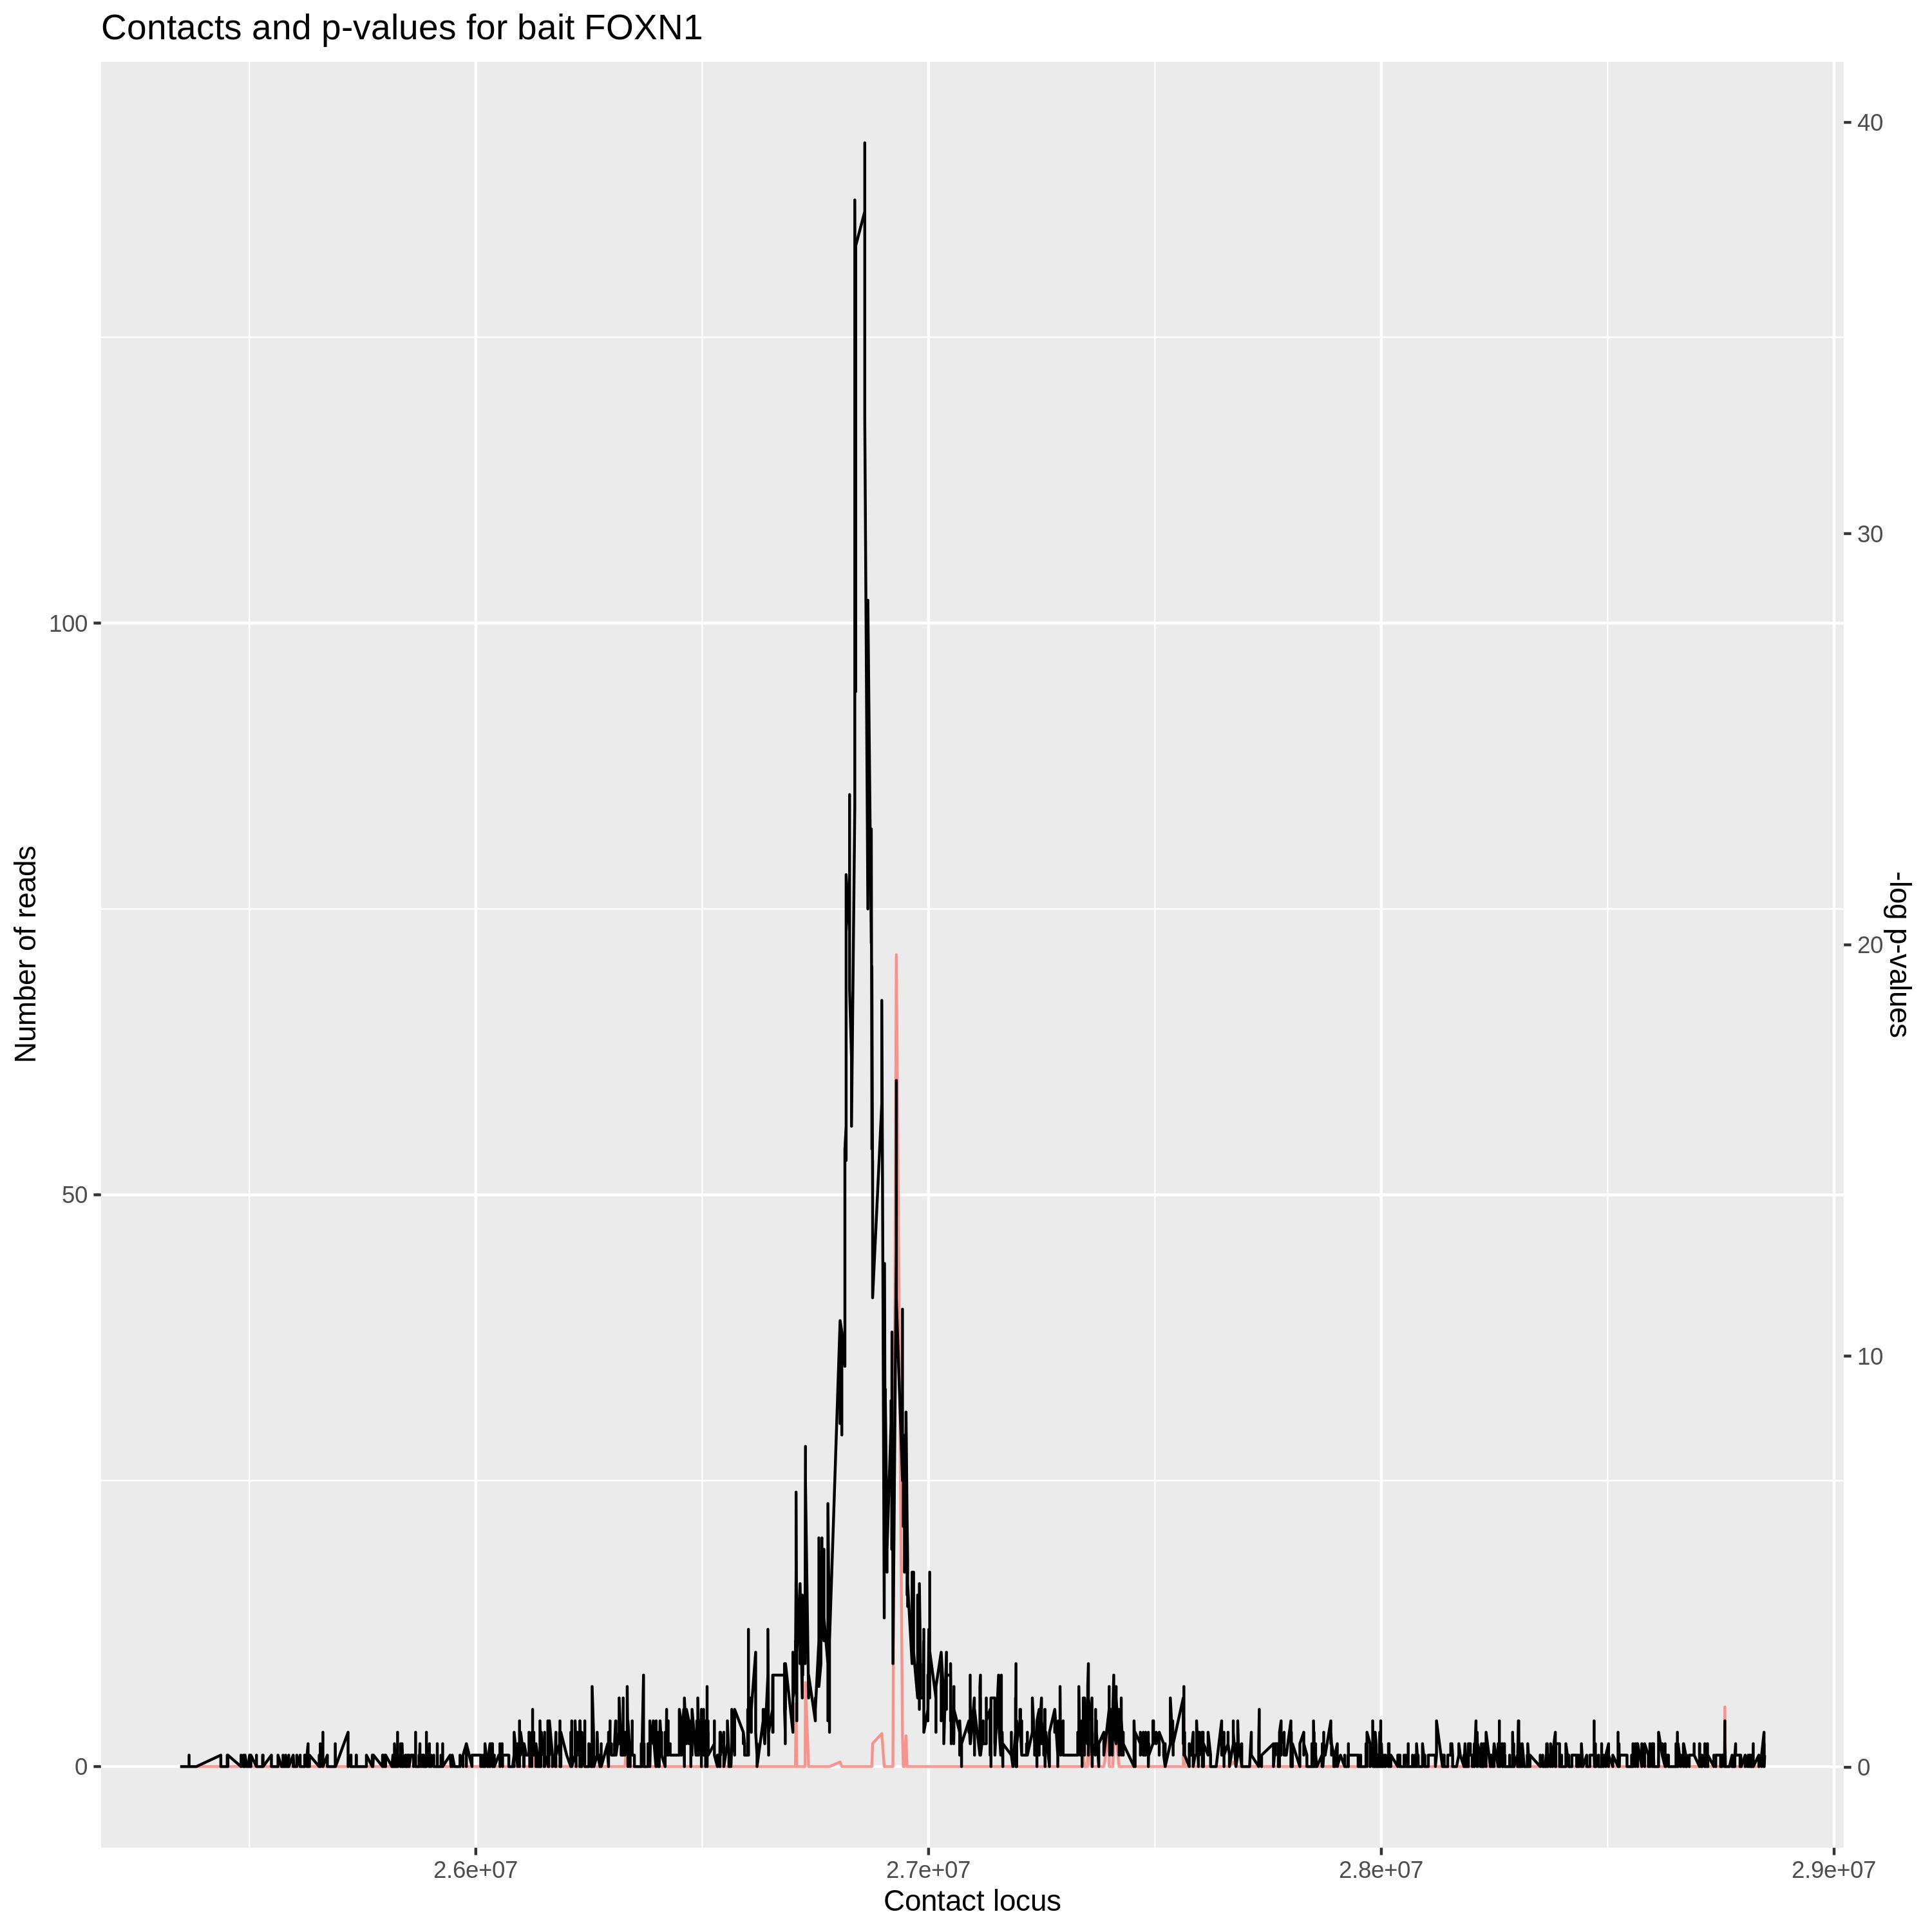 Contacts and p-values for bait FOXN1
Number of reads
100
50
0
40
30
20
10
0
-log p-values
2.6e+07
2.7e+07
2.8e+07
2.9e+07
Contact locus